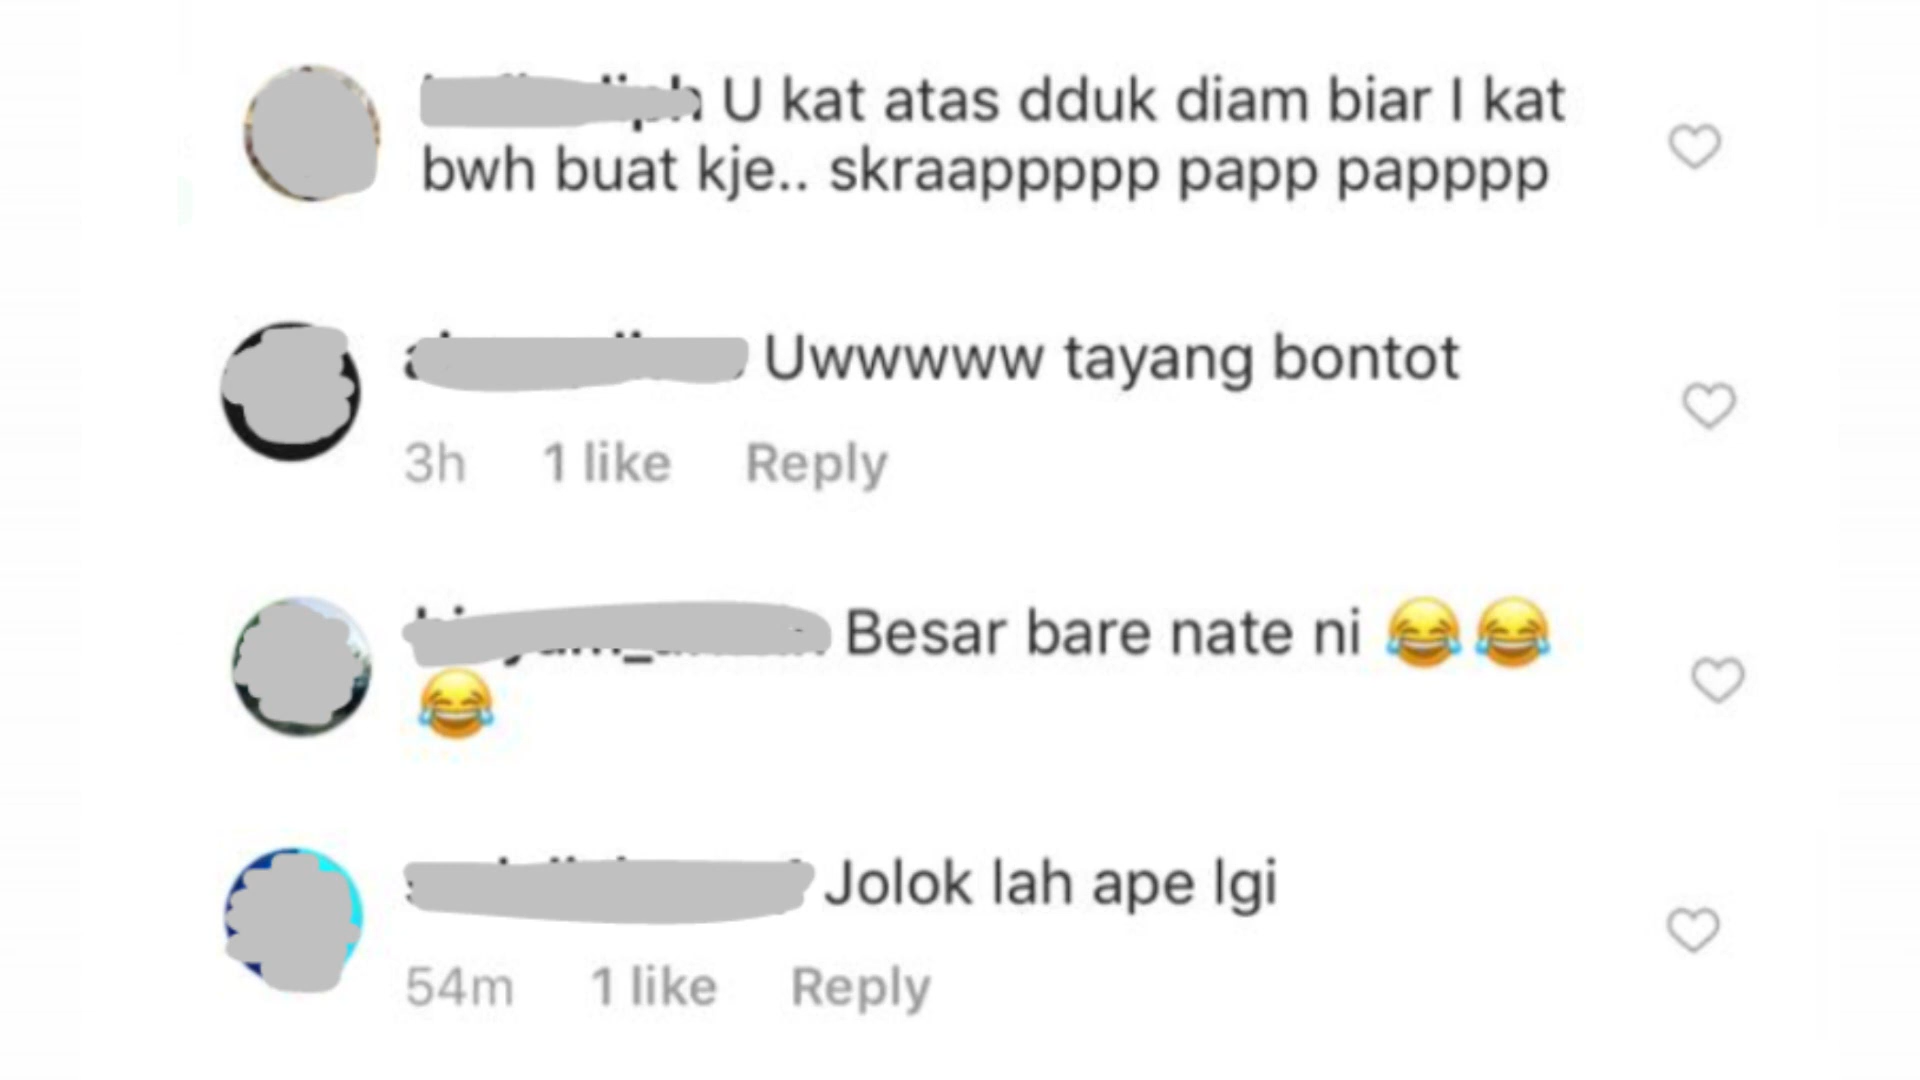 U kat atas dduk diam biar I kat
bwh buat kje.. skraappppp papp papppp
Uwwwww tayang bontot
3h 1 like Reply
Besar bare nate ni 😂😂
😂
Jolok lah ape lgi
54m 1 like Reply